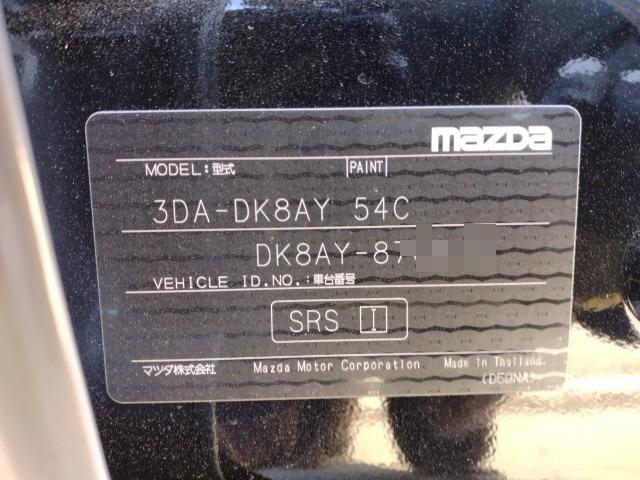 mazda
MODEL:型式 PAINT
3DA-DK8AY 54C
DK8AY-87
VEHICLE ID.NO.:車台番号
SRS I
マツダ株式会社 Mazda Motor Corporation Made in Thailand.
(D59NA)